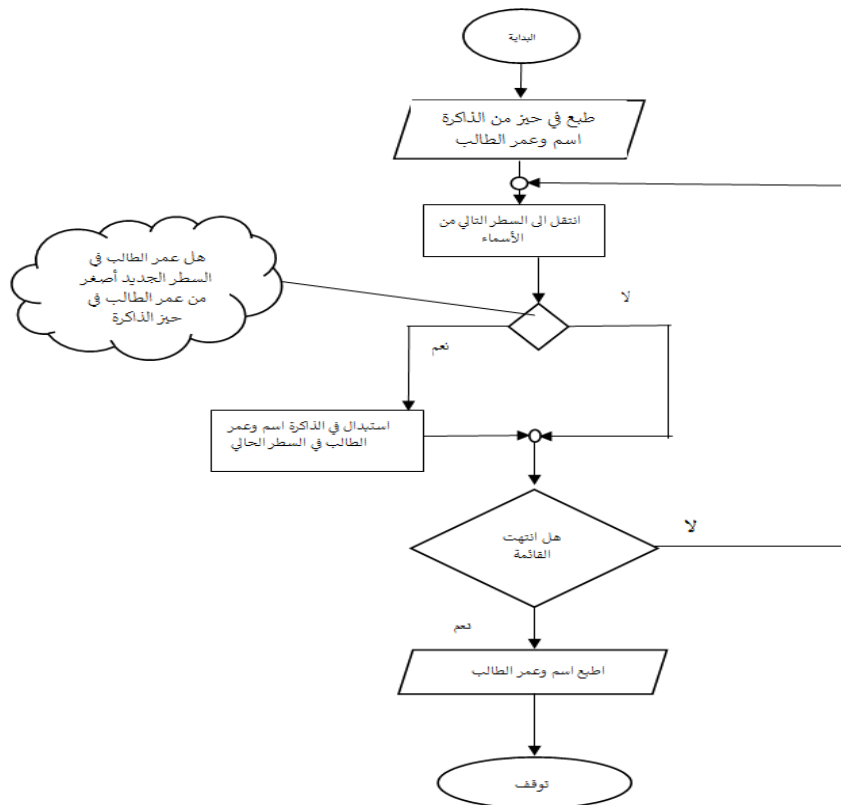 البداية
طبع في حيز من الذاكرة
اسم وعمر الطالب
انتقل الى السطر التالي من
الأسماء
هل عمر الطالب في
السطر الجديد أصغر
من عمر الطالب في
حيز الذاكرة
لا
نعم
استبدال في الذاكرة اسم وعمر
الطالب في السطر الحالي
هل انتهت
القائمة
لا
نعم
اطبع اسم وعمر الطالب
توقف